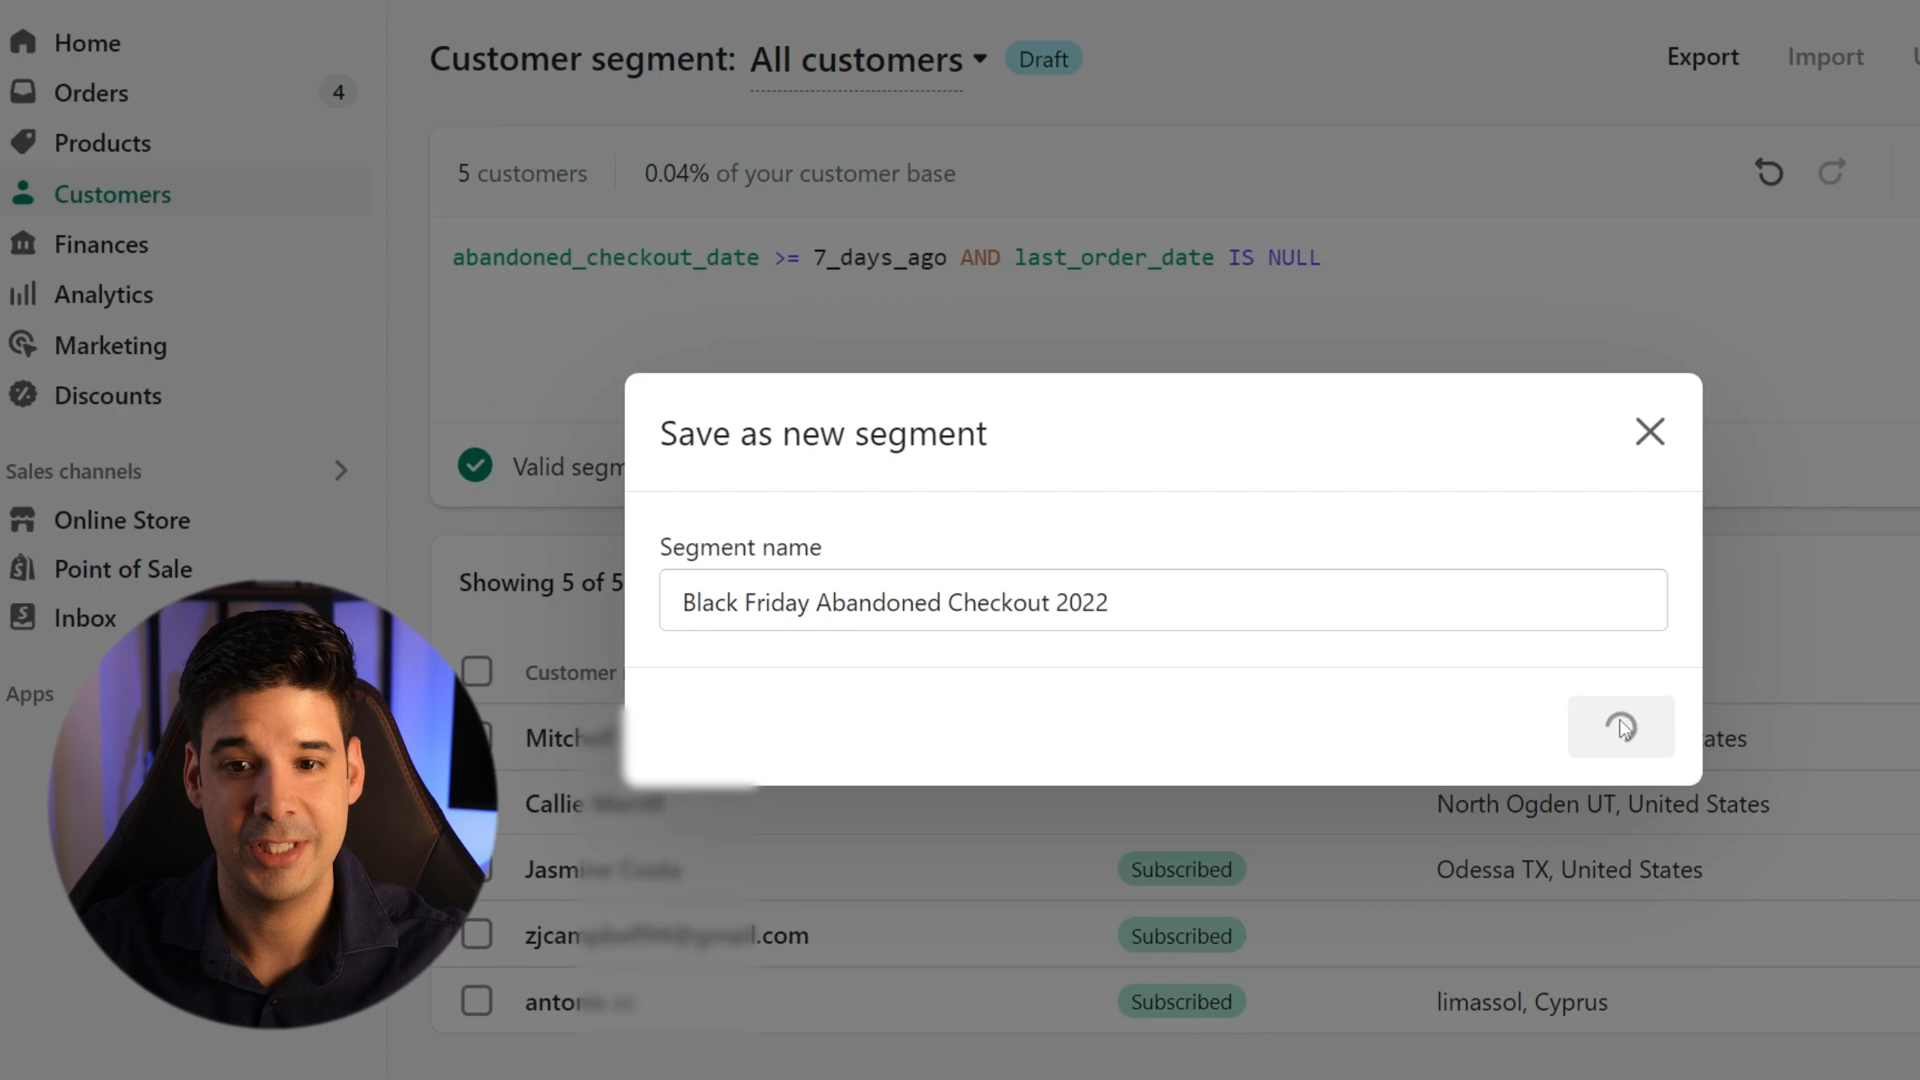 Home
Orders 4
Products
Customers
Finances
Analytics
Marketing
Discounts
Sales channels
Online Store
Point of Sale
Inbox
Apps
Customer segment: All customers Draft
Export Import
5 customers 0.04% of your customer base
abandoned_checkout_date >= 7_days_ago AND last_order_date IS NULL
Valid segm
Save as new segment
Segment name
Black Friday Abandoned Checkout 2022
Showing 5 of 5
Customer
Mitch ates
Callie North Ogden UT, United States
Jasmine Subscribed Odessa TX, United States
.com Subscribed
Subscribed limassol, Cyprus